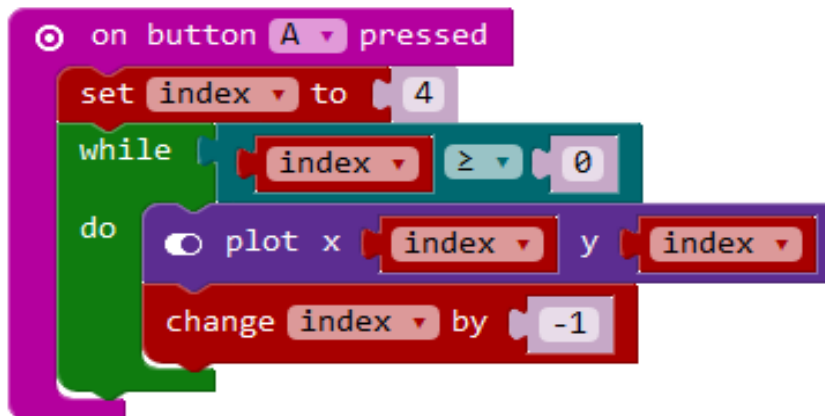 on button A pressed
set index to 4
while index ≥ 0
do plot x index y index
change index by -1